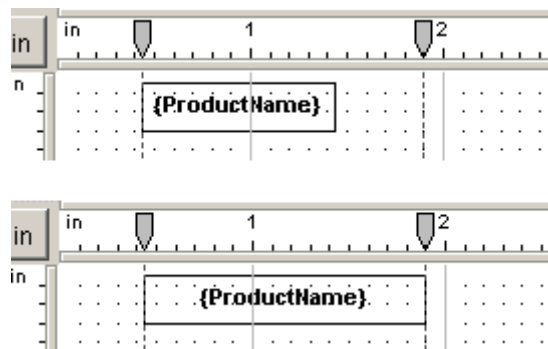 in in 1 2
n
{ProductName}
in in 1 2
in
{ProductName}